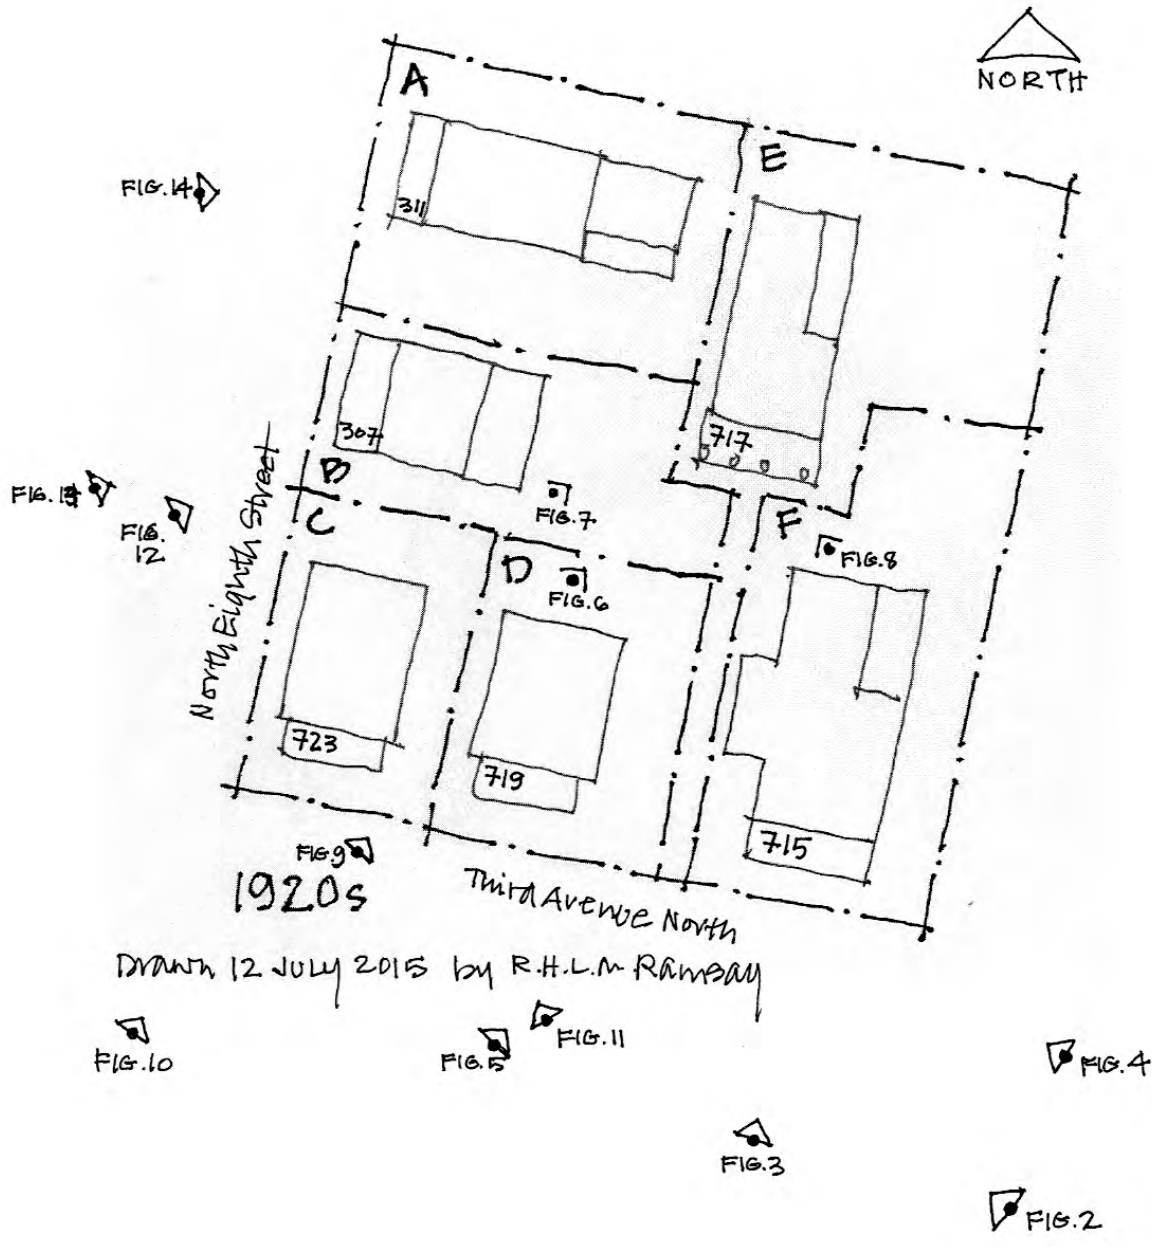 A
NORTH
E
FIG.14
311
717
307
B
FIG.13
FIG.
12
North Eighth Street
C
FIG.7
F
FIG.8
D
FIG.6
723
719
715
FIG.9
1920s
Third Avenue North
Drawn 12 July 2015 by R.H.L.M. Ramsay
FIG.10
FIG.5
FIG.11
FIG.4
FIG.3
FIG.2